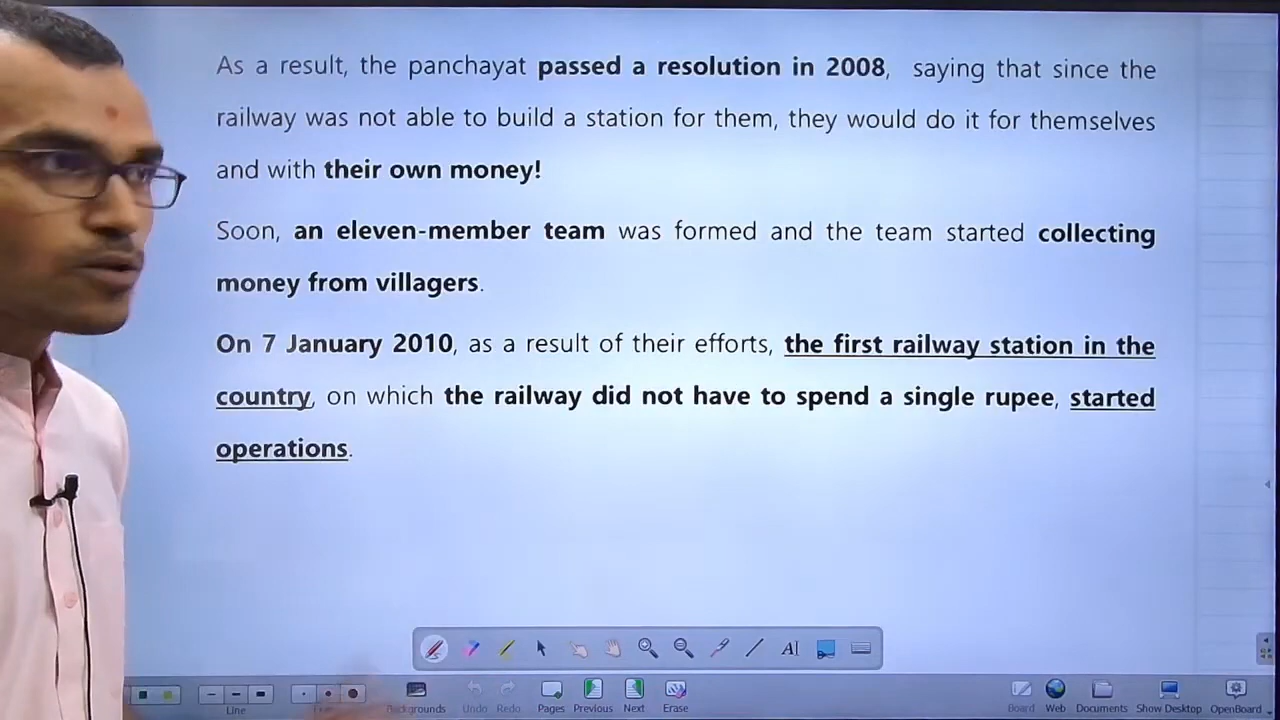 As a result, the panchayat passed a resolution in 2008, saying that since the
railway was not able to build a station for them, they would do it for themselves
and with their own money!
Soon, an eleven-member team was formed and the team started collecting
money from villagers.
On 7 January 2010, as a result of their efforts, the first railway station in the
country, on which the railway did not have to spend a single rupee, started
operations.
AI
Line
Backgrounds Undo Redo Pages Previous Next Erase Board Web Documents Show Desktop OpenBoard